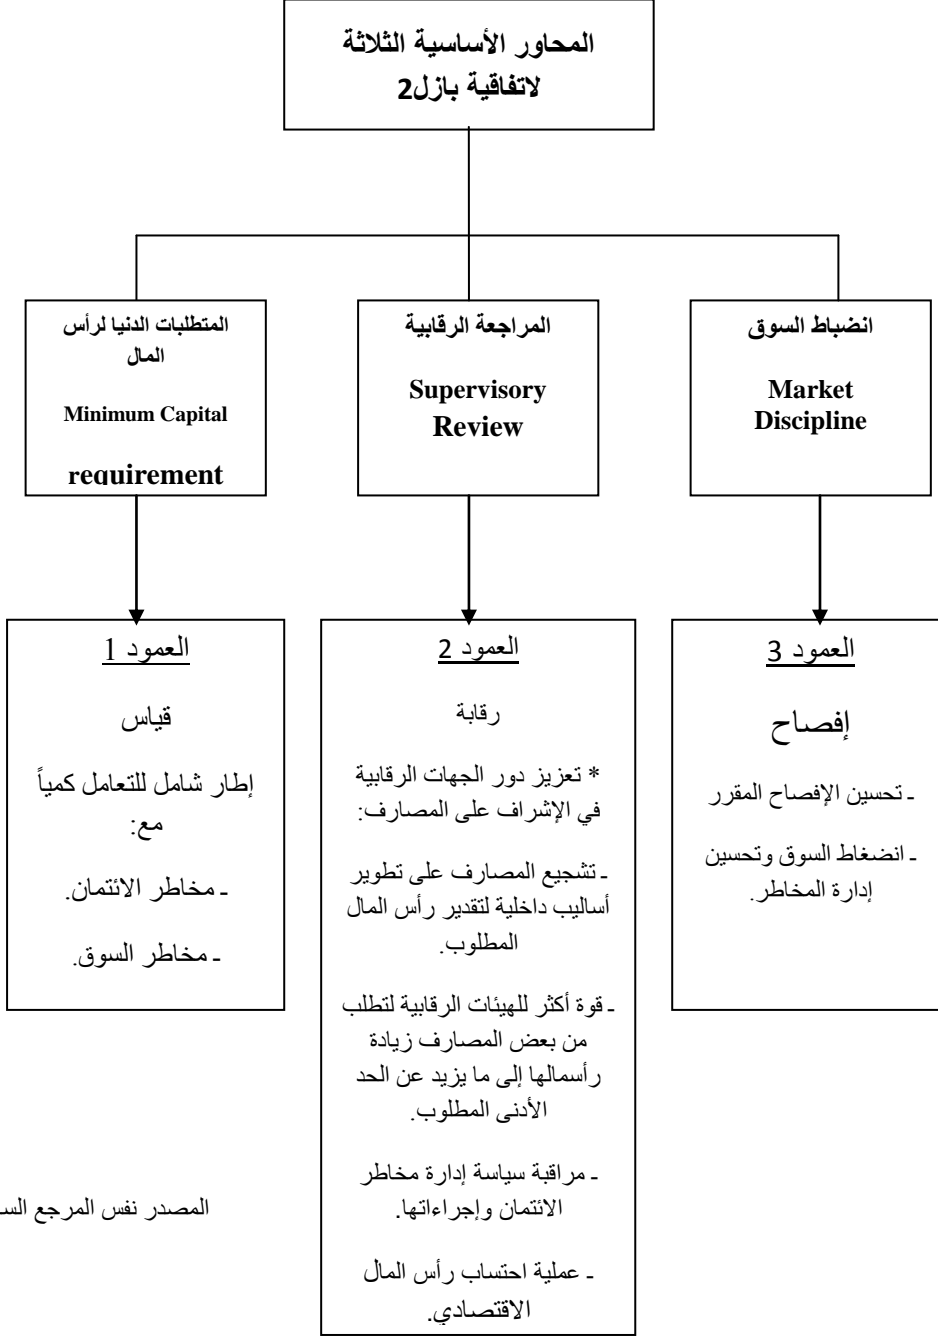 المحاور الأساسية الثلاثة
لاتفاقية بازل2
المتطلبات الدنيا لرأس
المال
Minimum Capital
requirement
المراجعة الرقابية
Supervisory
Review
انضباط السوق
Market
Discipline
العمود 1
قياس
إطار شامل للتعامل كمياً
مع:
ـ مخاطر الائتمان.
ـ مخاطر السوق.
العمود 2
رقابة
* تعزيز دور الجهات الرقابية
في الإشراف على المصارف:
ـ تشجيع المصارف على تطوير
أساليب داخلية لتقدير رأس المال
المطلوب.
ـ قوة أكثر للهيئات الرقابية لتطلب
من بعض المصارف زيادة
رأسمالها إلى ما يزيد عن الحد
الأدنى المطلوب.
ـ مراقبة سياسة إدارة مخاطر
الائتمان وإجراءاتها.
ـ عملية احتساب رأس المال
الاقتصادي.
العمود 3
إفصاح
ـ تحسين الإفصاح المقرر
ـ انضغاط السوق وتحسين
إدارة المخاطر.
المصدر نفس المرجع